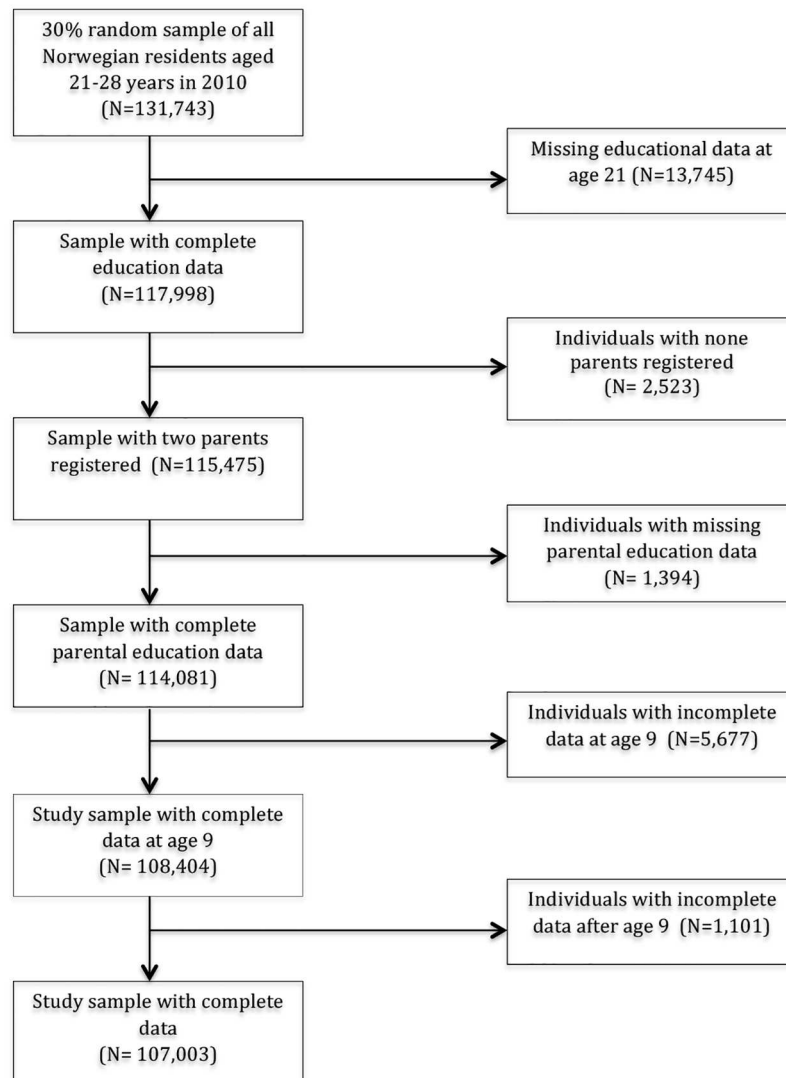 30% random sample of all
Norwegian residents aged
21-28 years in 2010
(N=131,743)
Missing educational data at
age 21 (N=13,745)
Sample with complete
education data
(N=117,998)
Individuals with none
parents registered
(N= 2,523)
Sample with two parents
registered (N=115,475)
Individuals with missing
parental education data
(N= 1,394)
Sample with complete
parental education data
(N= 114,081)
Individuals with incomplete
data at age 9 (N=5,677)
Study sample with complete
data at age 9
(N= 108,404)
Individuals with incomplete
data after age 9 (N=1,101)
Study sample with complete
data
(N= 107,003)